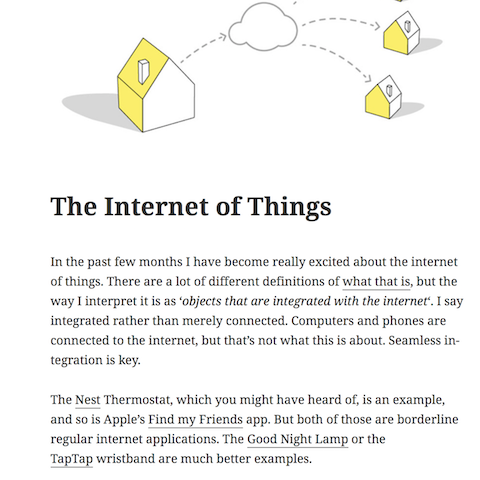 The Internet of Things
In the past few months I have become really excited about the internet
of things. There are a lot of different definitions of what that is, but the
way I interpret it is as ‘objects that are integrated with the internet‘. I say
integrated rather than merely connected. Computers and phones are
connected to the internet, but that’s not what this is about. Seamless in-
tegration is key.
The Nest Thermostat, which you might have heard of, is an example,
and so is Apple’s Find my Friends app. But both of those are borderline
regular internet applications. The Good Night Lamp or the
TapTap wristband are much better examples.